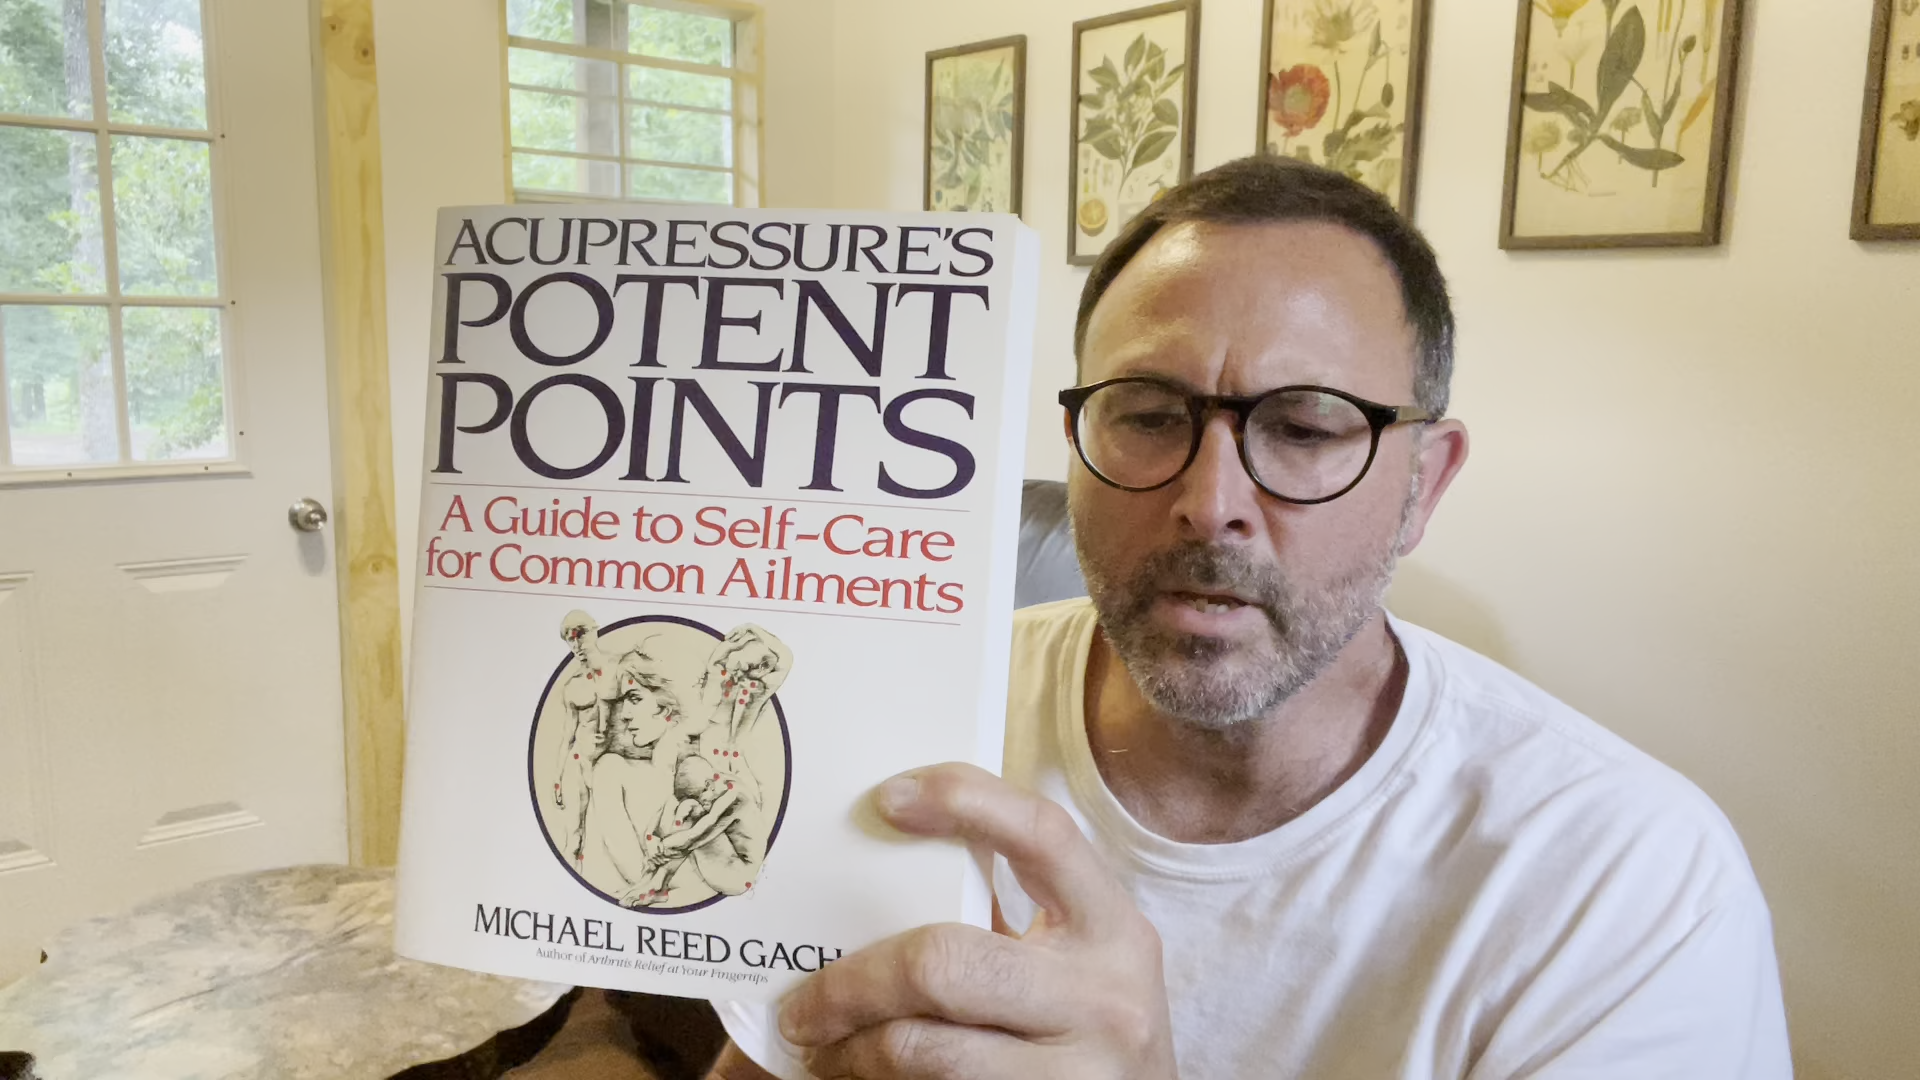 ACUPRESSURE'S
POTENT
POINTS
A Guide to Self-Care
for Common Ailments
MICHAEL REED GACH
Author of Arthritis Relief at Your Fingertips